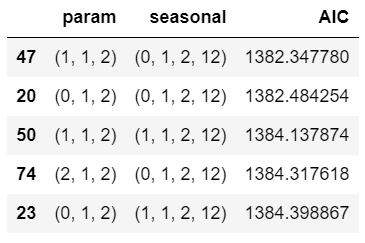 param seasonal AIC
47 (1, 1, 2) (0, 1, 2, 12) 1382.347780
20 (0, 1, 2) (0, 1, 2, 12) 1382.484254
50 (1, 1, 2) (1, 1, 2, 12) 1384.137874
74 (2, 1, 2) (0, 1, 2, 12) 1384.317618
23 (0, 1, 2) (1, 1, 2, 12) 1384.398867